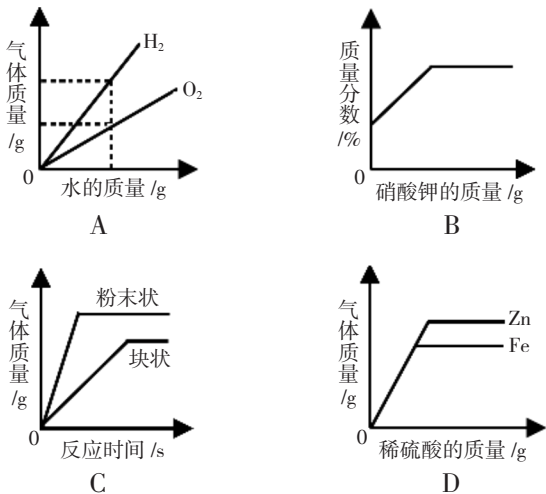 气体质量/g
H₂
O₂
0
水的质量 /g
A
质量分数/%
0
硝酸钾的质量 /g
B
气体质量/g
粉末状
块状
0
反应时间 /s
C
气体质量/g
Zn
Fe
0
稀硫酸的质量 /g
D